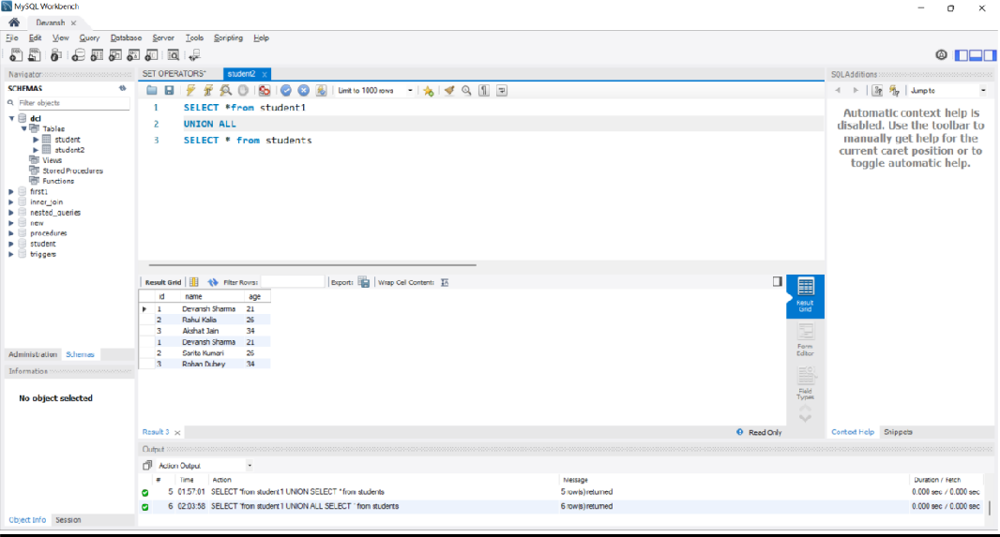 MySQL Workbench
Devansh ×
File Edit View Query Database Server Tools Scripting Help
Navigator
SCHEMAS
Filter objects
dcl
Tables
student
student2
Views
Stored Procedures
Functions
first1
inner_join
nested_queries
new
procedures
student
triggers
Administration Schemas
Information
No object selected
Object Info Session
SET OPERATORS* student2 ×
Limit to 1000 rows
1 SELECT *from student1
2 UNION ALL
3 SELECT * from students
Result Grid Filter Rows: Export: Wrap Cell Content:
id name age
1 Devansh Sharma 21
2 Rahul Kalia 26
3 Akshat Jain 34
1 Devansh Sharma 21
2 Sarita Kumari 26
3 Rohan Dubey 34
Result Grid
Form Editor
Field Types
Result 3 × Read Only
SQLAdditions
Jump to
Automatic context help is
disabled. Use the toolbar to
manually get help for the
current caret position or to
toggle automatic help.
Context Help Snippets
Output
Action Output
# Time Action Message Duration / Fetch
5 01:57:01 SELECT *from student1 UNION SELECT * from students 5 row(s) returned 0.000 sec / 0.000 sec
6 02:03:58 SELECT *from student1 UNION ALL SELECT * from students 6 row(s) returned 0.000 sec / 0.000 sec